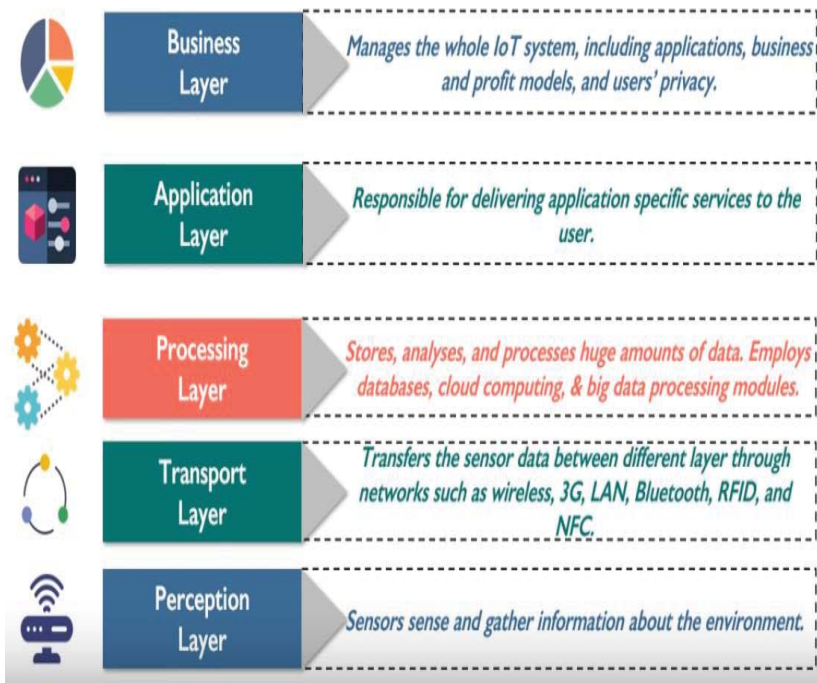 Business
Layer
Manages the whole IoT system, including applications, business
and profit models, and users' privacy.
Application
Layer
Responsible for delivering application specific services to the
user.
Processing
Layer
Stores, analyses, and processes huge amounts of data. Employs
databases, cloud computing, & big data processing modules.
Transport
Layer
Transfers the sensor data between different layer through
networks such as wireless, 3G, LAN, Bluetooth, RFID, and
NFC.
Perception
Layer
Sensors sense and gather information about the environment.